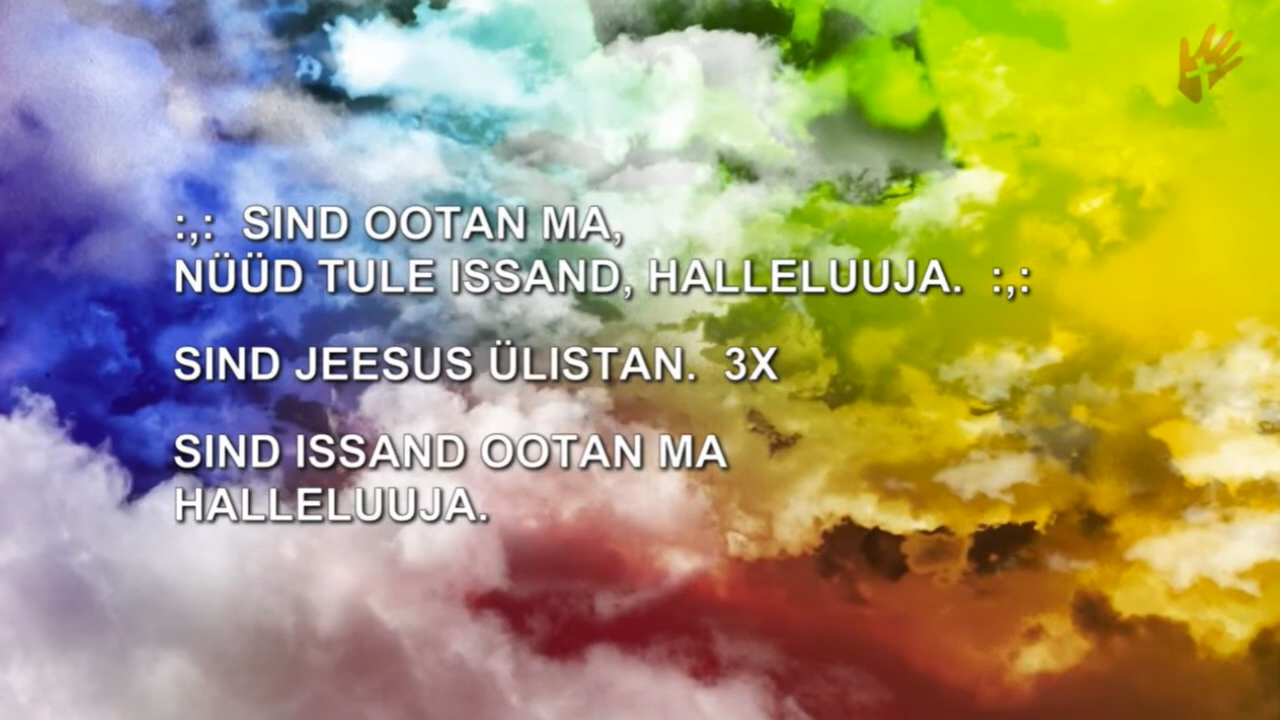 :,: SIND OOTAN MA,
NÜÜD TULE ISSAND, HALLELUUJA. :,:
SIND JEESUS ÜLISTAN. 3X
SIND ISSAND OOTAN MA
HALLELUUJA.